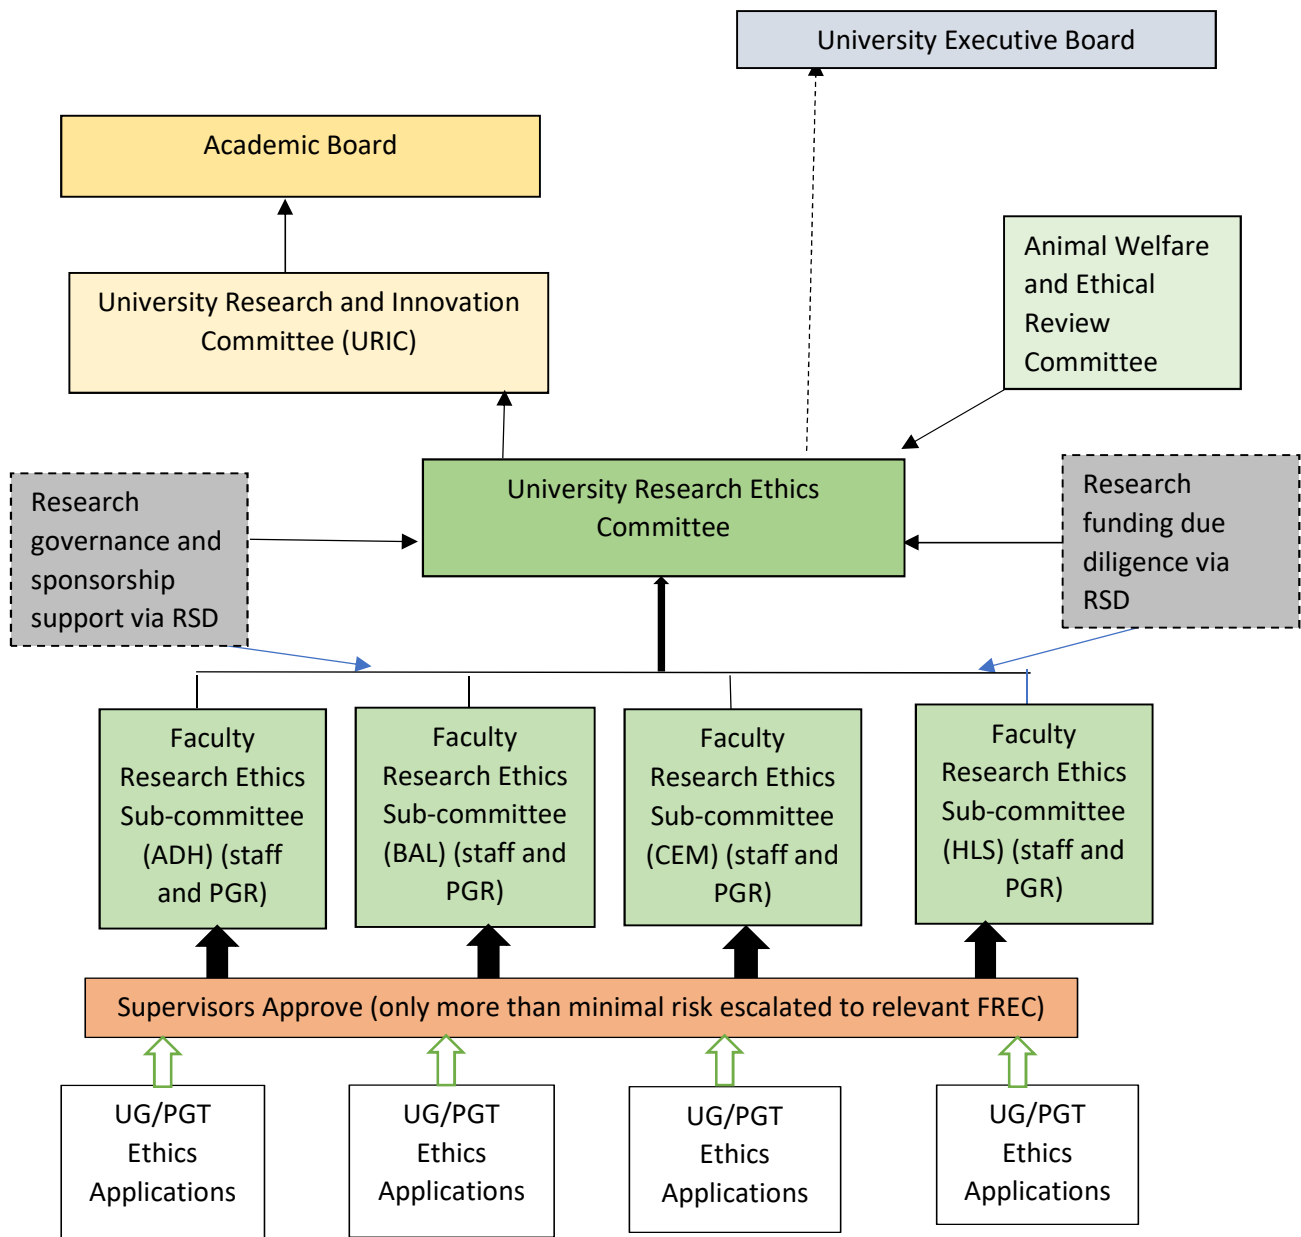 University Executive Board
Academic Board
Animal Welfare
and Ethical
Review
Committee
University Research and Innovation
Committee (URIC)
Research
governance and
sponsorship
support via RSD
University Research Ethics
Committee
Research
funding due
diligence via
RSD
Faculty
Research Ethics
Sub-committee
(ADH) (staff
and PGR)
Faculty
Research Ethics
Sub-committee
(BAL) (staff and
PGR)
Faculty
Research Ethics
Sub-committee
(CEM) (staff and
PGR)
Faculty
Research Ethics
Sub-committee
(HLS) (staff and
PGR)
Supervisors Approve (only more than minimal risk escalated to relevant FREC)
UG/PGT
Ethics
Applications
UG/PGT
Ethics
Applications
UG/PGT
Ethics
Applications
UG/PGT
Ethics
Applications